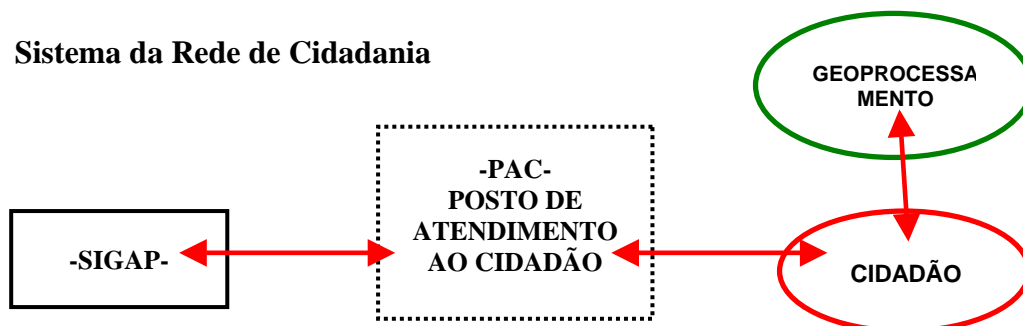 Sistema da Rede de Cidadania
GEOPROCESSA
MENTO
-PAC-
POSTO DE
ATENDIMENTO
AO CIDADÃO
-SIGAP-
CIDADÃO